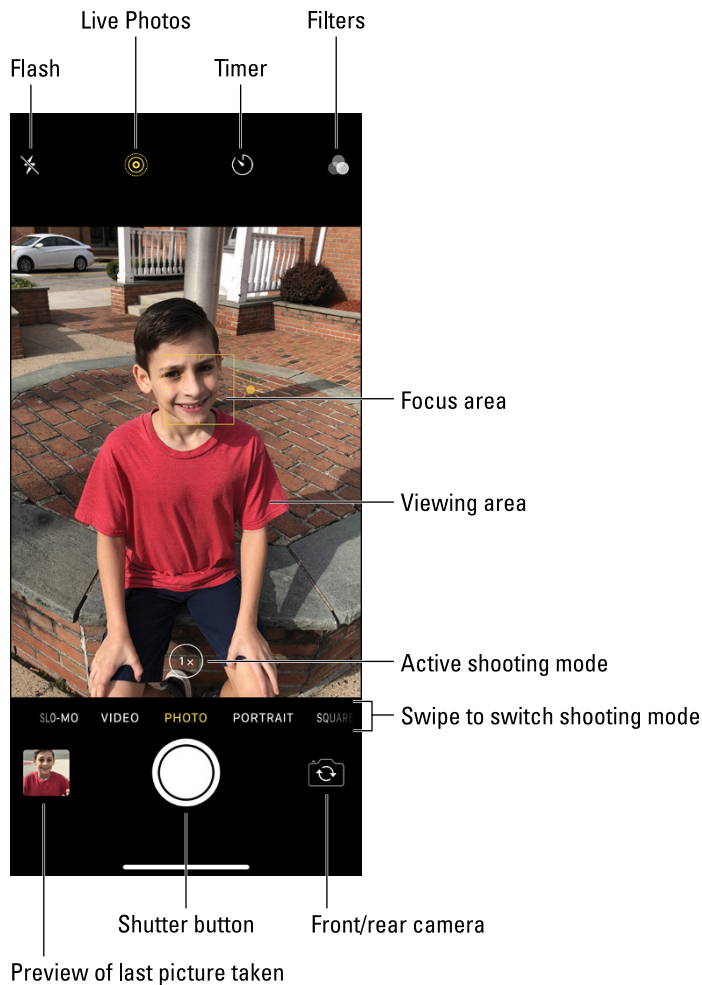 Live Photos
Filters
Flash
Timer
Focus area
Viewing area
1×
Active shooting mode
SLO-MO VIDEO PHOTO PORTRAIT SQUARE
Swipe to switch shooting mode
Shutter button
Front/rear camera
Preview of last picture taken